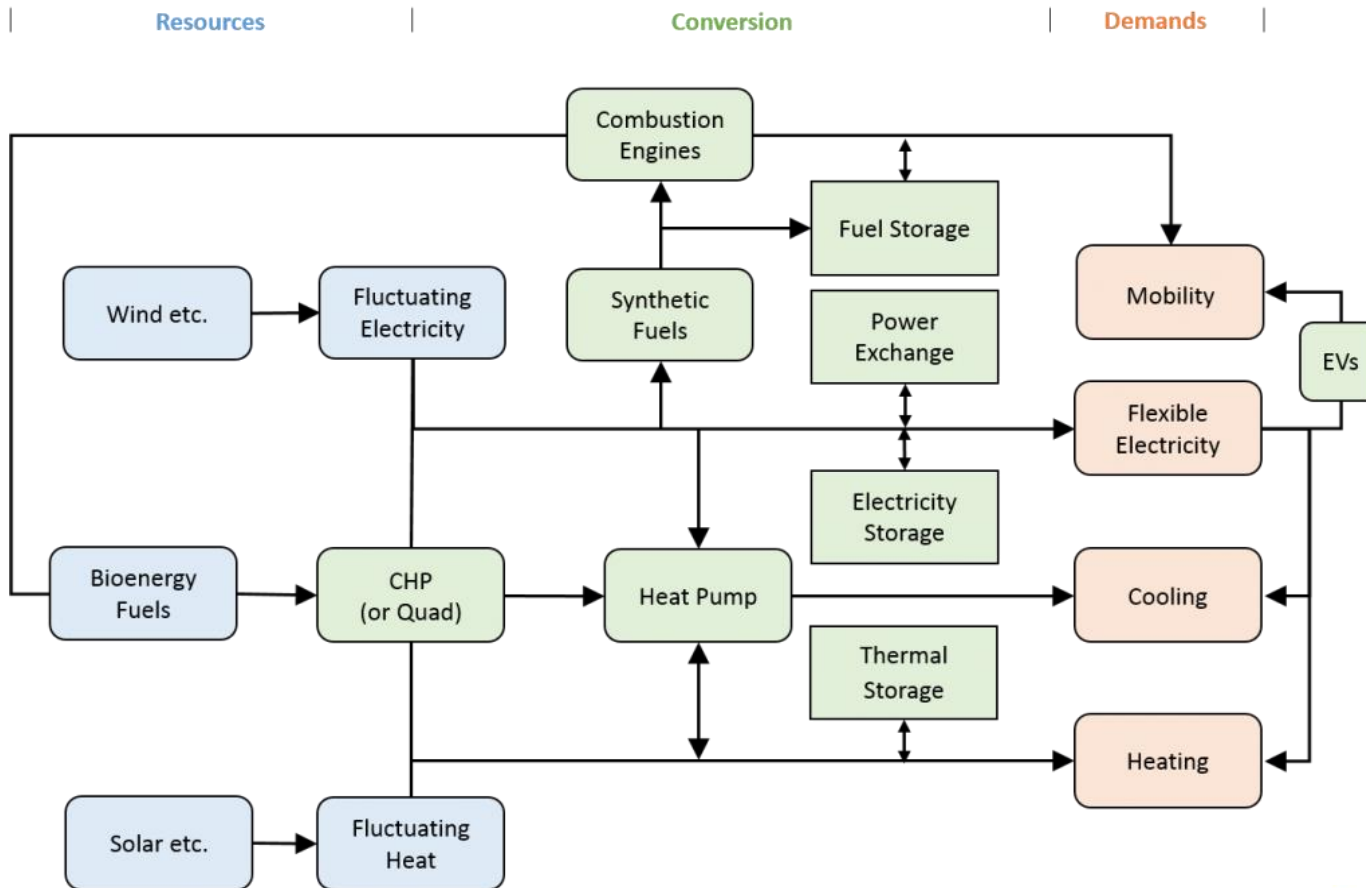 Resources
Conversion
Demands
Combustion
Engines
Fuel Storage
Wind etc.
Fluctuating
Electricity
Synthetic
Fuels
Power
Exchange
Mobility
EVs
Flexible
Electricity
Electricity
Storage
Bioenergy
Fuels
CHP
(or Quad)
Heat Pump
Cooling
Thermal
Storage
Heating
Solar etc.
Fluctuating
Heat